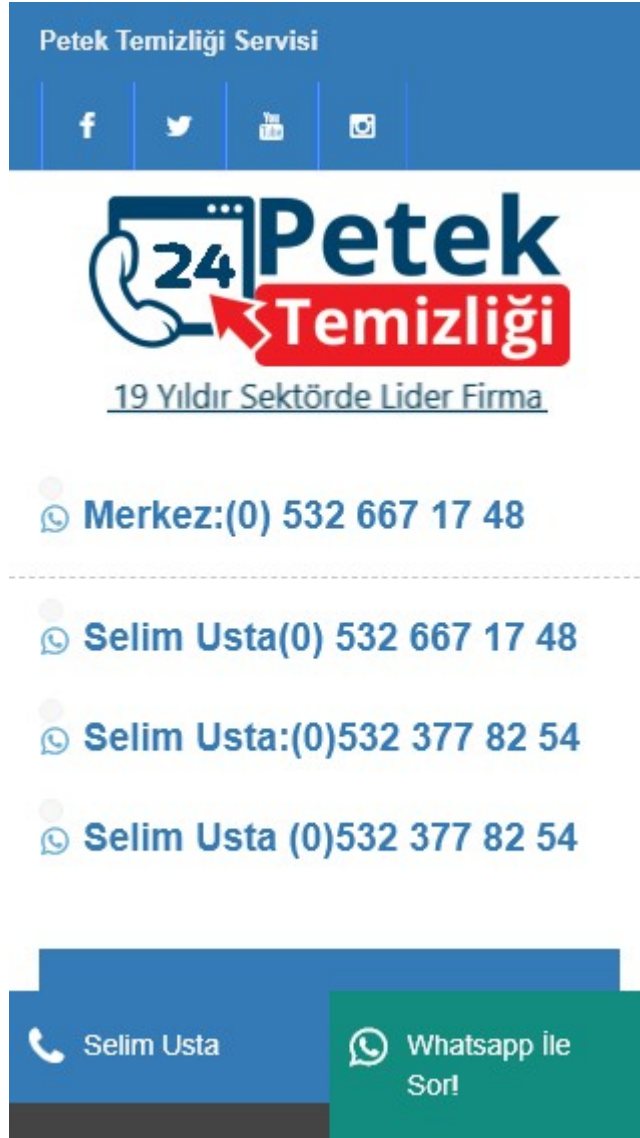 Petek Temizliği Servisi
24
Petek
Temizliği
19 Yıldır Sektörde Lider Firma
Merkez:(0) 532 667 17 48
Selim Usta(0) 532 667 17 48
Selim Usta:(0)532 377 82 54
Selim Usta (0)532 377 82 54
Selim Usta
Whatsapp İle
Sor!